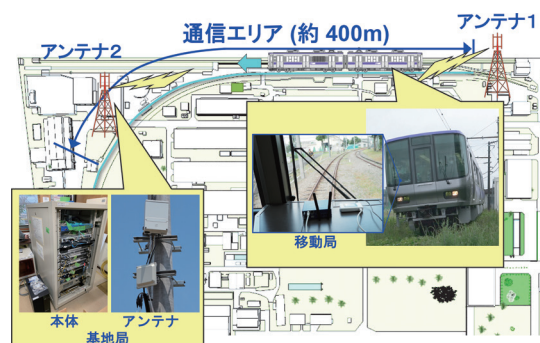 通信エリア (約 400m)
アンテナ1
アンテナ2
移動局
本体
アンテナ
基地局